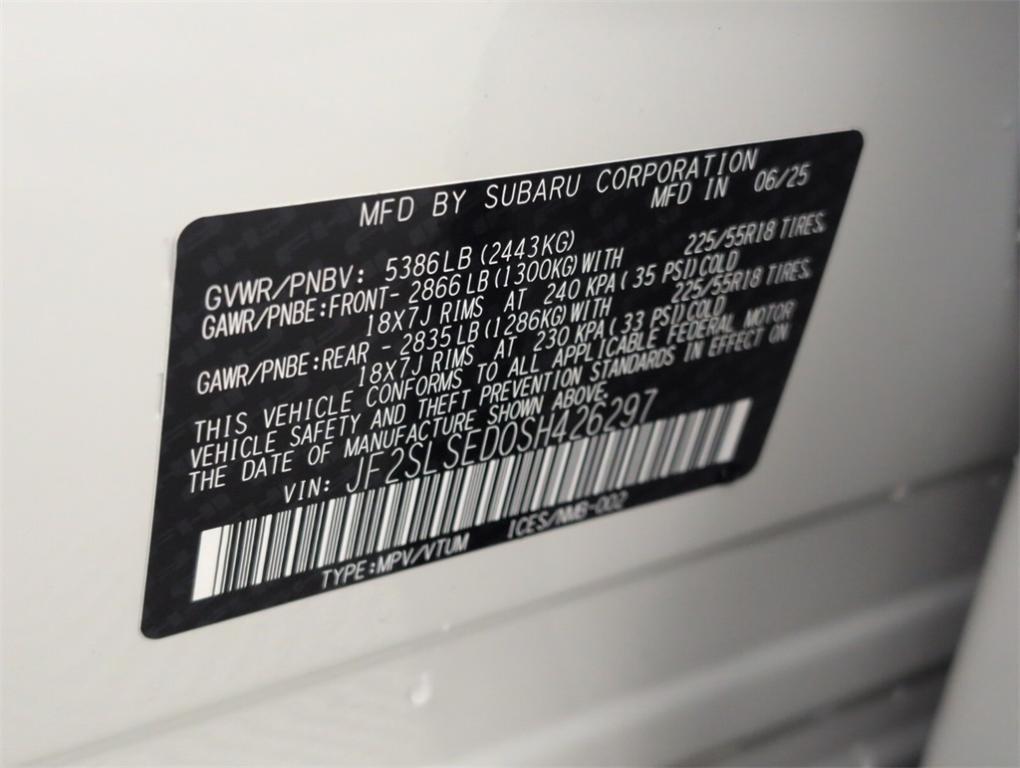 MFD BY SUBARU CORPORATION
MFD IN 06/25
GVWR/PNBV: 5386LB (2443KG)
GAWR/PNBE:FRONT- 2866LB (1300KG)WITH 225/55R18 TIRES,
18X7J RIMS AT 240 KPA( 35 PSI)COLD
GAWR/PNBE:REAR - 2835LB (1286KG)WITH 225/55R18 TIRES,
18X7J RIMS AT 230 KPA( 33 PSI)COLD
THIS VEHICLE CONFORMS TO ALL APPLICABLE FEDERAL MOTOR
VEHICLE SAFETY AND THEFT PREVENTION STANDARDS IN EFFECT ON
THE DATE OF MANUFACTURE SHOWN ABOVE.
VIN: JF2SLSED0SH426297
TYPE:MPV/VTUM ICES/NMB-002